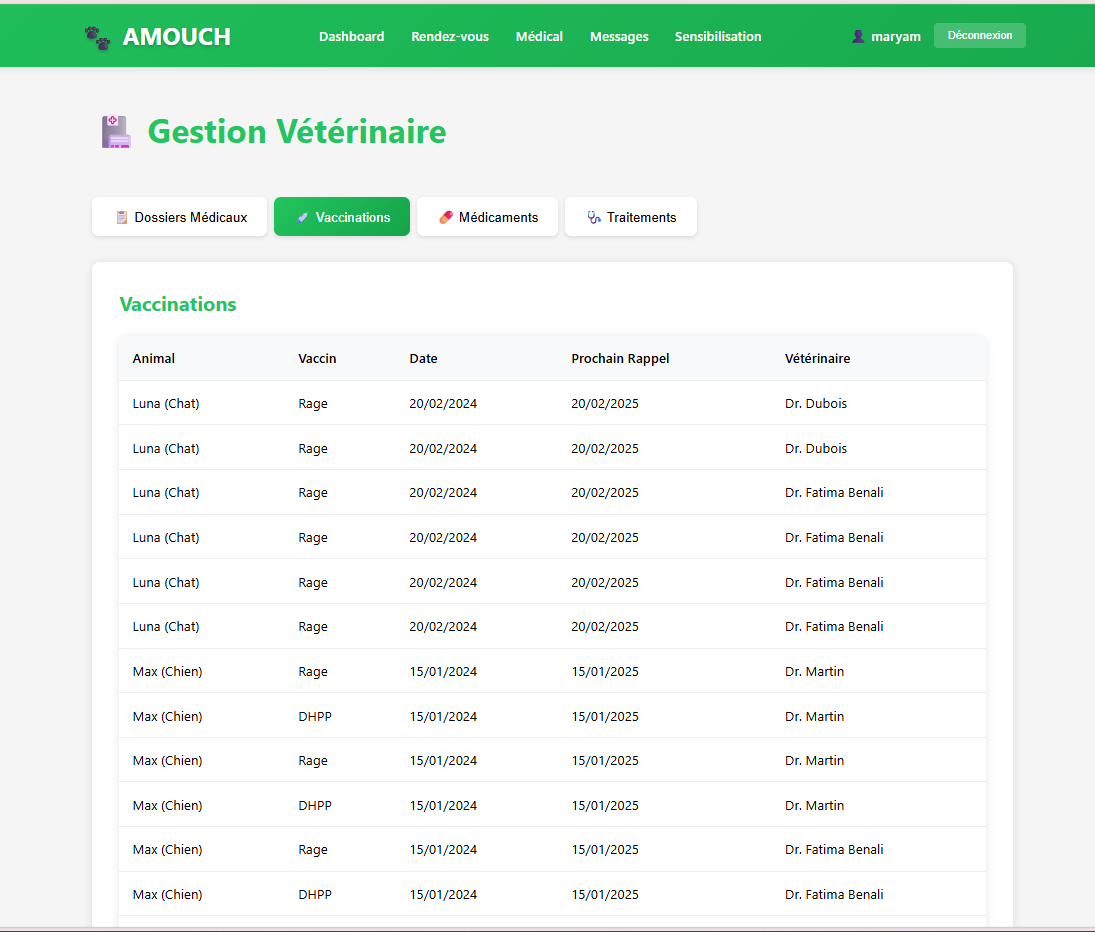 AMOUCH Dashboard Rendez-vous Médical Messages Sensibilisation maryam Déconnexion
Gestion Vétérinaire
Dossiers Médicaux Vaccinations Médicaments Traitements
Vaccinations
Animal Vaccin Date Prochain Rappel Vétérinaire
Luna (Chat) Rage 20/02/2024 20/02/2025 Dr. Dubois
Luna (Chat) Rage 20/02/2024 20/02/2025 Dr. Dubois
Luna (Chat) Rage 20/02/2024 20/02/2025 Dr. Fatima Benali
Luna (Chat) Rage 20/02/2024 20/02/2025 Dr. Fatima Benali
Luna (Chat) Rage 20/02/2024 20/02/2025 Dr. Fatima Benali
Luna (Chat) Rage 20/02/2024 20/02/2025 Dr. Fatima Benali
Max (Chien) Rage 15/01/2024 15/01/2025 Dr. Martin
Max (Chien) DHPP 15/01/2024 15/01/2025 Dr. Martin
Max (Chien) Rage 15/01/2024 15/01/2025 Dr. Martin
Max (Chien) DHPP 15/01/2024 15/01/2025 Dr. Martin
Max (Chien) Rage 15/01/2024 15/01/2025 Dr. Fatima Benali
Max (Chien) DHPP 15/01/2024 15/01/2025 Dr. Fatima Benali